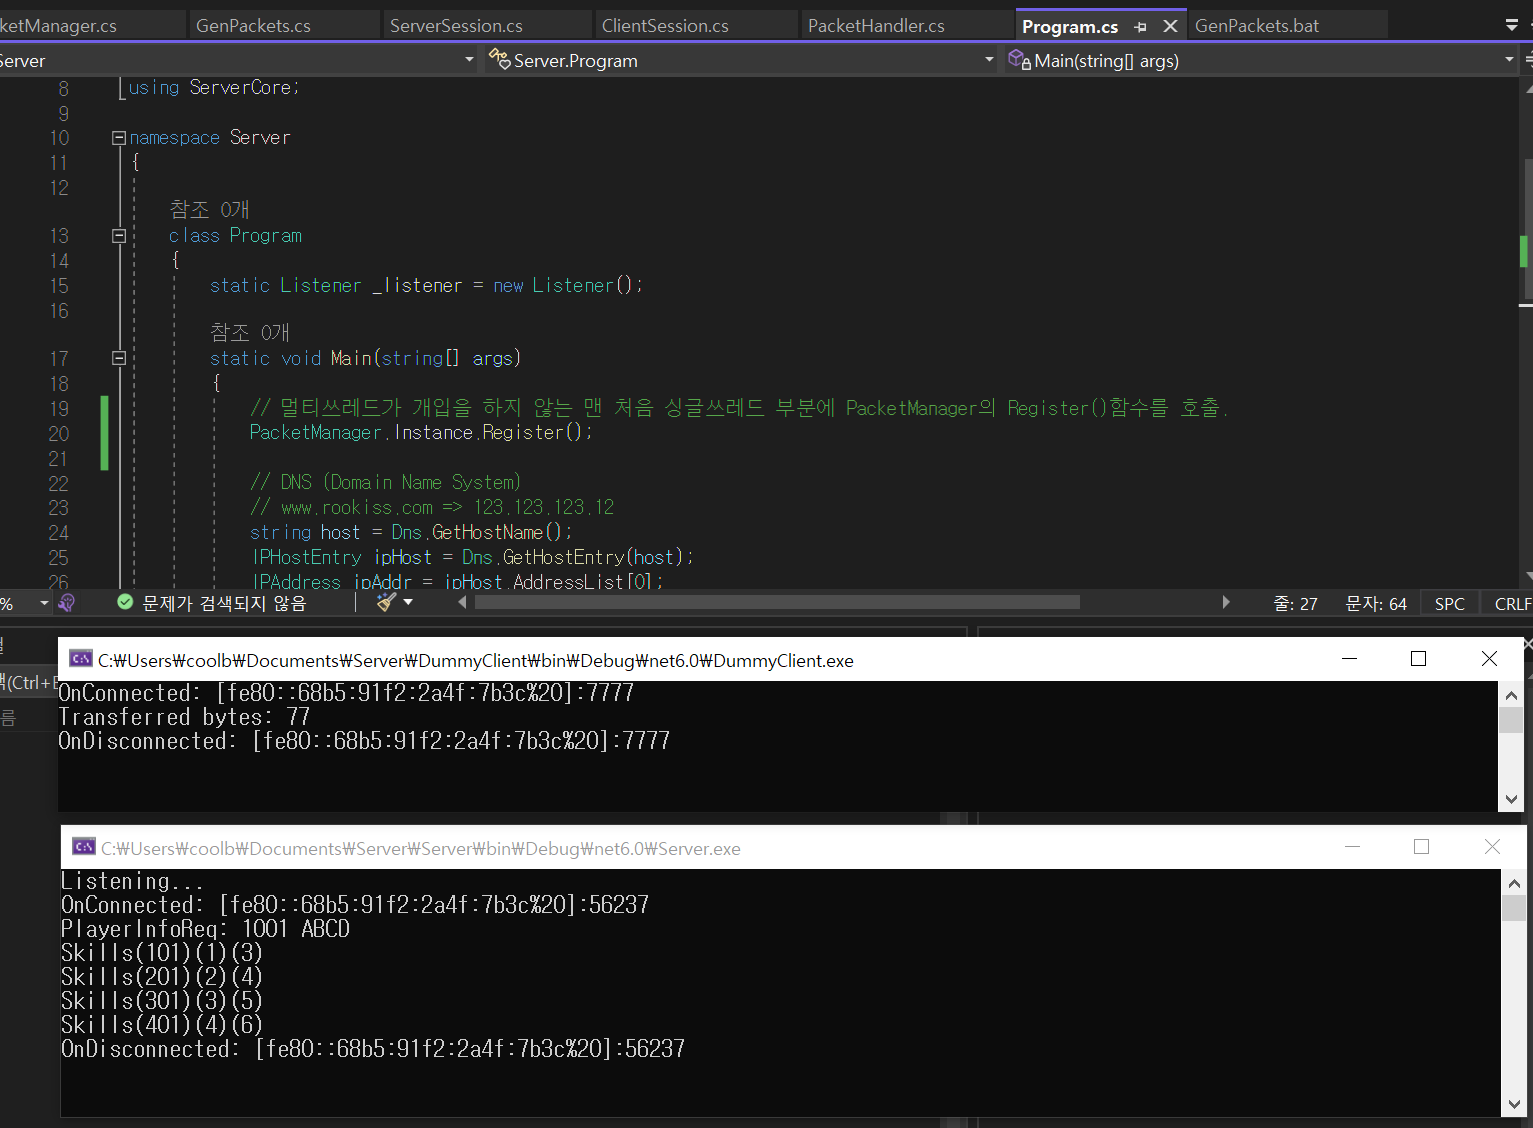 ketManager.cs GenPackets.cs ServerSession.cs ClientSession.cs PacketHandler.cs Program.cs GenPackets.bat
Server Server.Program Main(string[] args)
8 using ServerCore;
9
10 namespace Server
11 {
12
참조 0개
13 class Program
14 {
15 static Listener _listener = new Listener();
16
참조 0개
17 static void Main(string[] args)
18 {
19 // 멀티쓰레드가 개입을 하지 않는 맨 처음 싱글쓰레드 부분에 PacketManager의 Register()함수를 호출.
20 PacketManager.Instance.Register();
21
22 // DNS (Domain Name System)
23 // www.rookiss.com => 123.123.123.12
24 string host = Dns.GetHostName();
25 IPHostEntry ipHost = Dns.GetHostEntry(host);
26 IPAddress ipAddr = ipHost.AddressList[0];
% 문제가 검색되지 않음 줄: 27 문자: 64 SPC CRLF
C:\Users\coolb\Documents\Server\DummyClient\bin\Debug\net6.0\DummyClient.exe
(Ctrl+E
OnConnected: [fe80::68b5:91f2:2a4f:7b3c%20]:7777
름
Transferred bytes: 77
OnDisconnected: [fe80::68b5:91f2:2a4f:7b3c%20]:7777
C:\Users\coolb\Documents\Server\Server\bin\Debug\net6.0\Server.exe
Listening...
OnConnected: [fe80::68b5:91f2:2a4f:7b3c%20]:56237
PlayerInfoReq: 1001 ABCD
Skills(101)(1)(3)
Skills(201)(2)(4)
Skills(301)(3)(5)
Skills(401)(4)(6)
OnDisconnected: [fe80::68b5:91f2:2a4f:7b3c%20]:56237